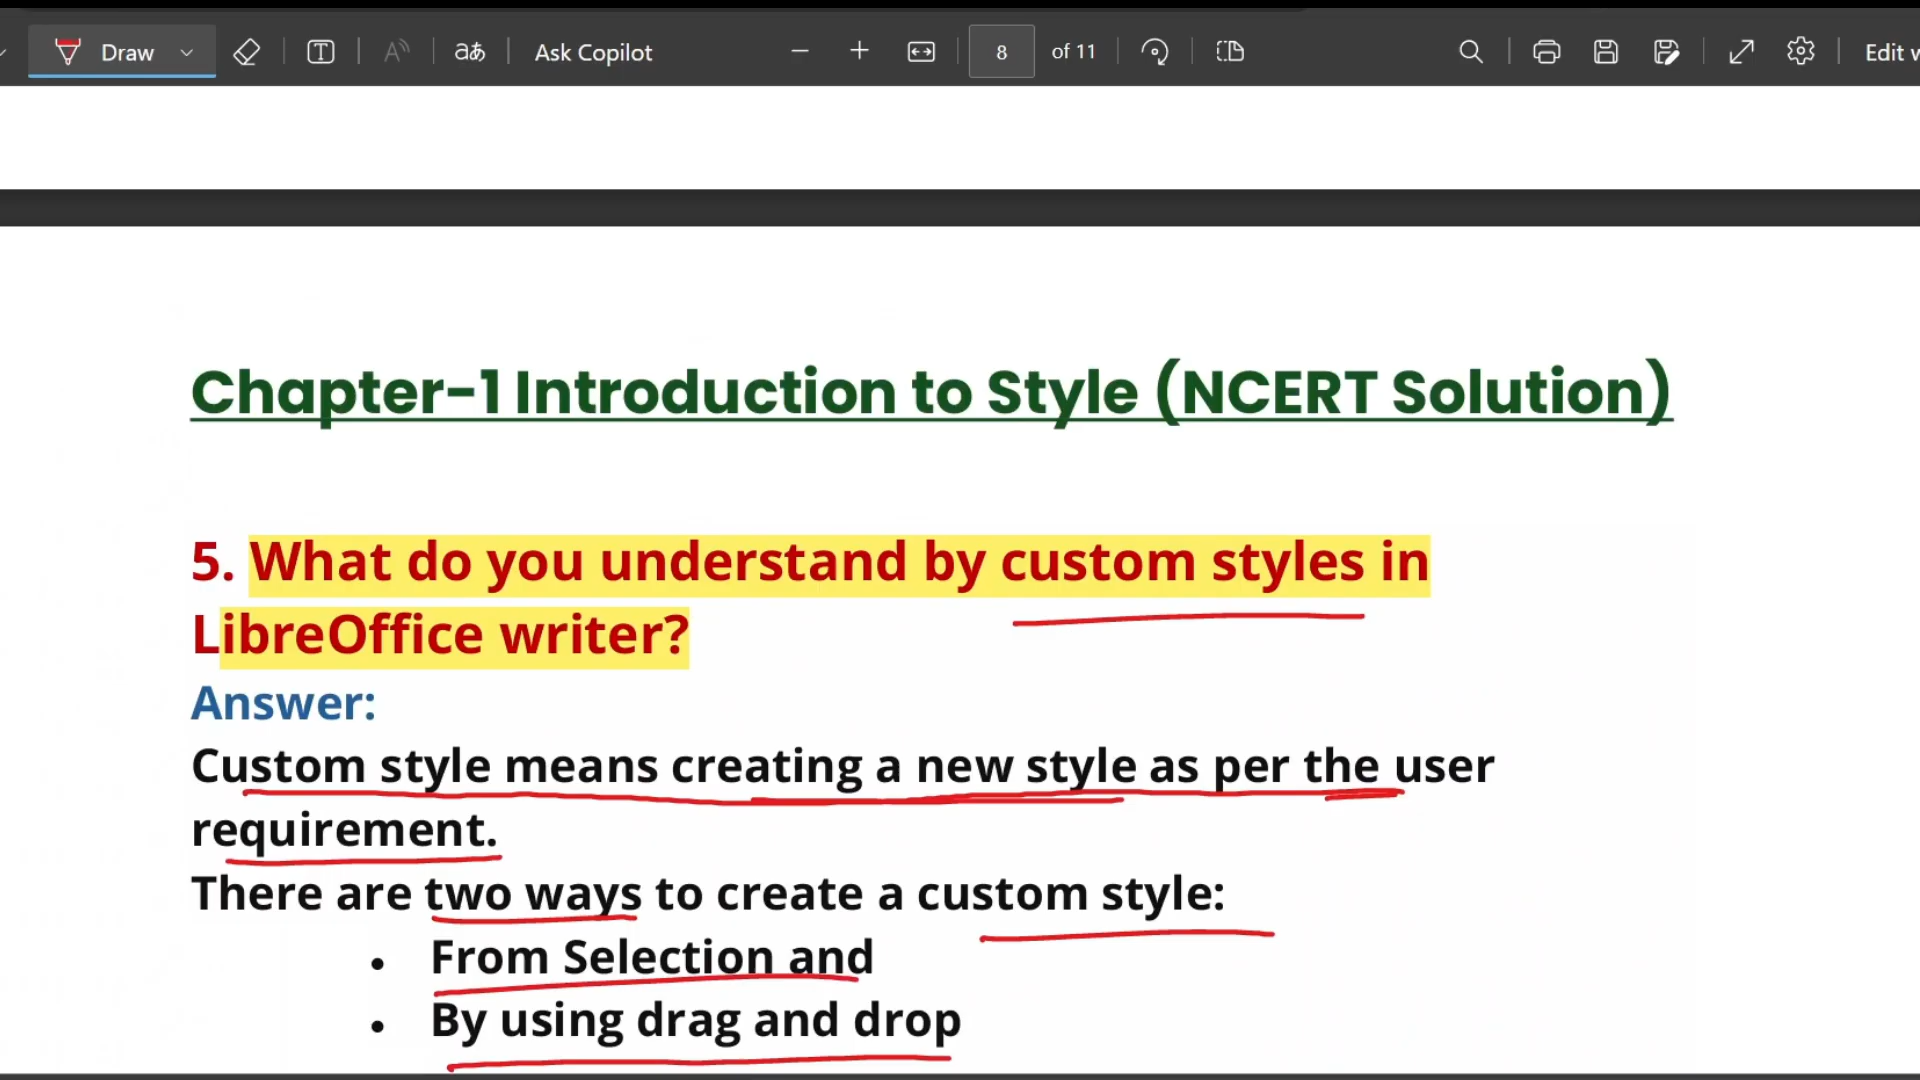 Draw
Ask Copilot
8 of 11
Edit w
Chapter-1 Introduction to Style (NCERT Solution)
5. What do you understand by custom styles in
LibreOffice writer?
Answer:
Custom style means creating a new style as per the user
requirement.
There are two ways to create a custom style:
• From Selection and
• By using drag and drop